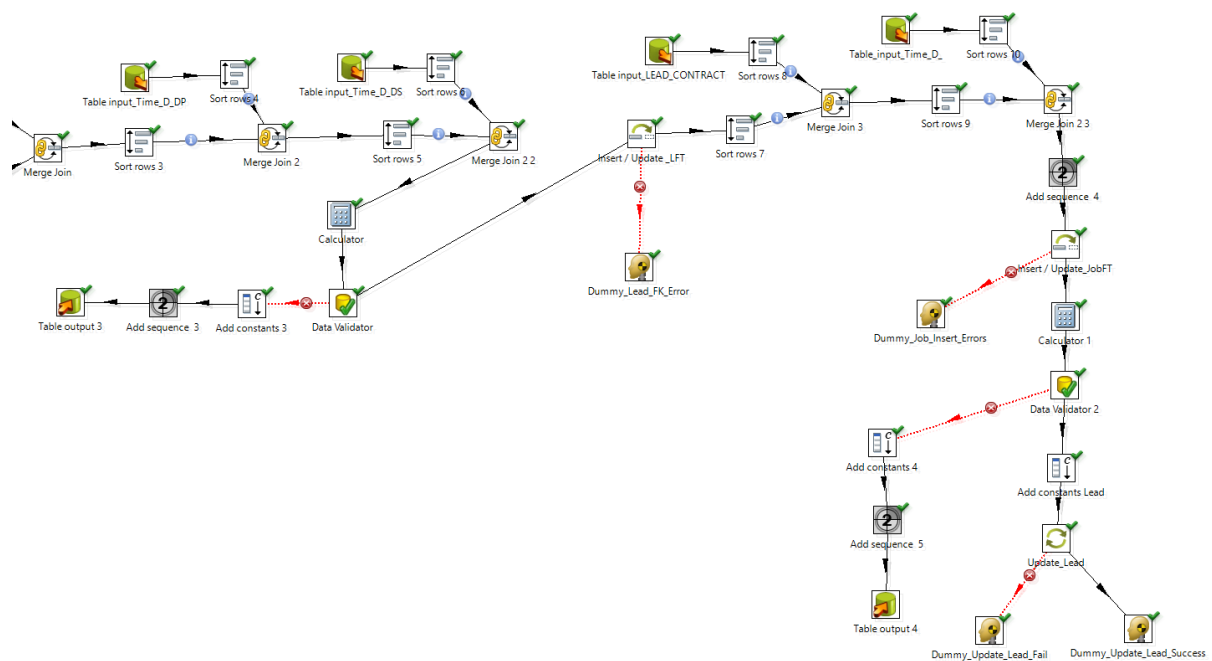 Table_input_Time_D_
Sort rows 10
Table input_LEAD_CONTRACT
Sort rows 8
Table input_Time_D_DP
Sort rows 4
Table input_Time_D_DS
Sort rows 6
Merge Join 3
Sort rows 9
Merge Join 2 3
Merge Join
Sort rows 3
Merge Join 2
Sort rows 5
Merge Join 2 2
Insert / Update _LFT
Sort rows 7
2
Add sequence 4
Calculator
Insert / Update_JobFT
Dummy_Lead_FK_Error
Table output 3
2
Add sequence 3
C
Add constants 3
Data Validator
Dummy_Job_Insert_Errors
Calculator 1
Data Validator 2
C
Add constants 4
C
Add constants Lead
2
Add sequence 5
Update_Lead
Table output 4
Dummy_Update_Lead_Fail
Dummy_Update_Lead_Success